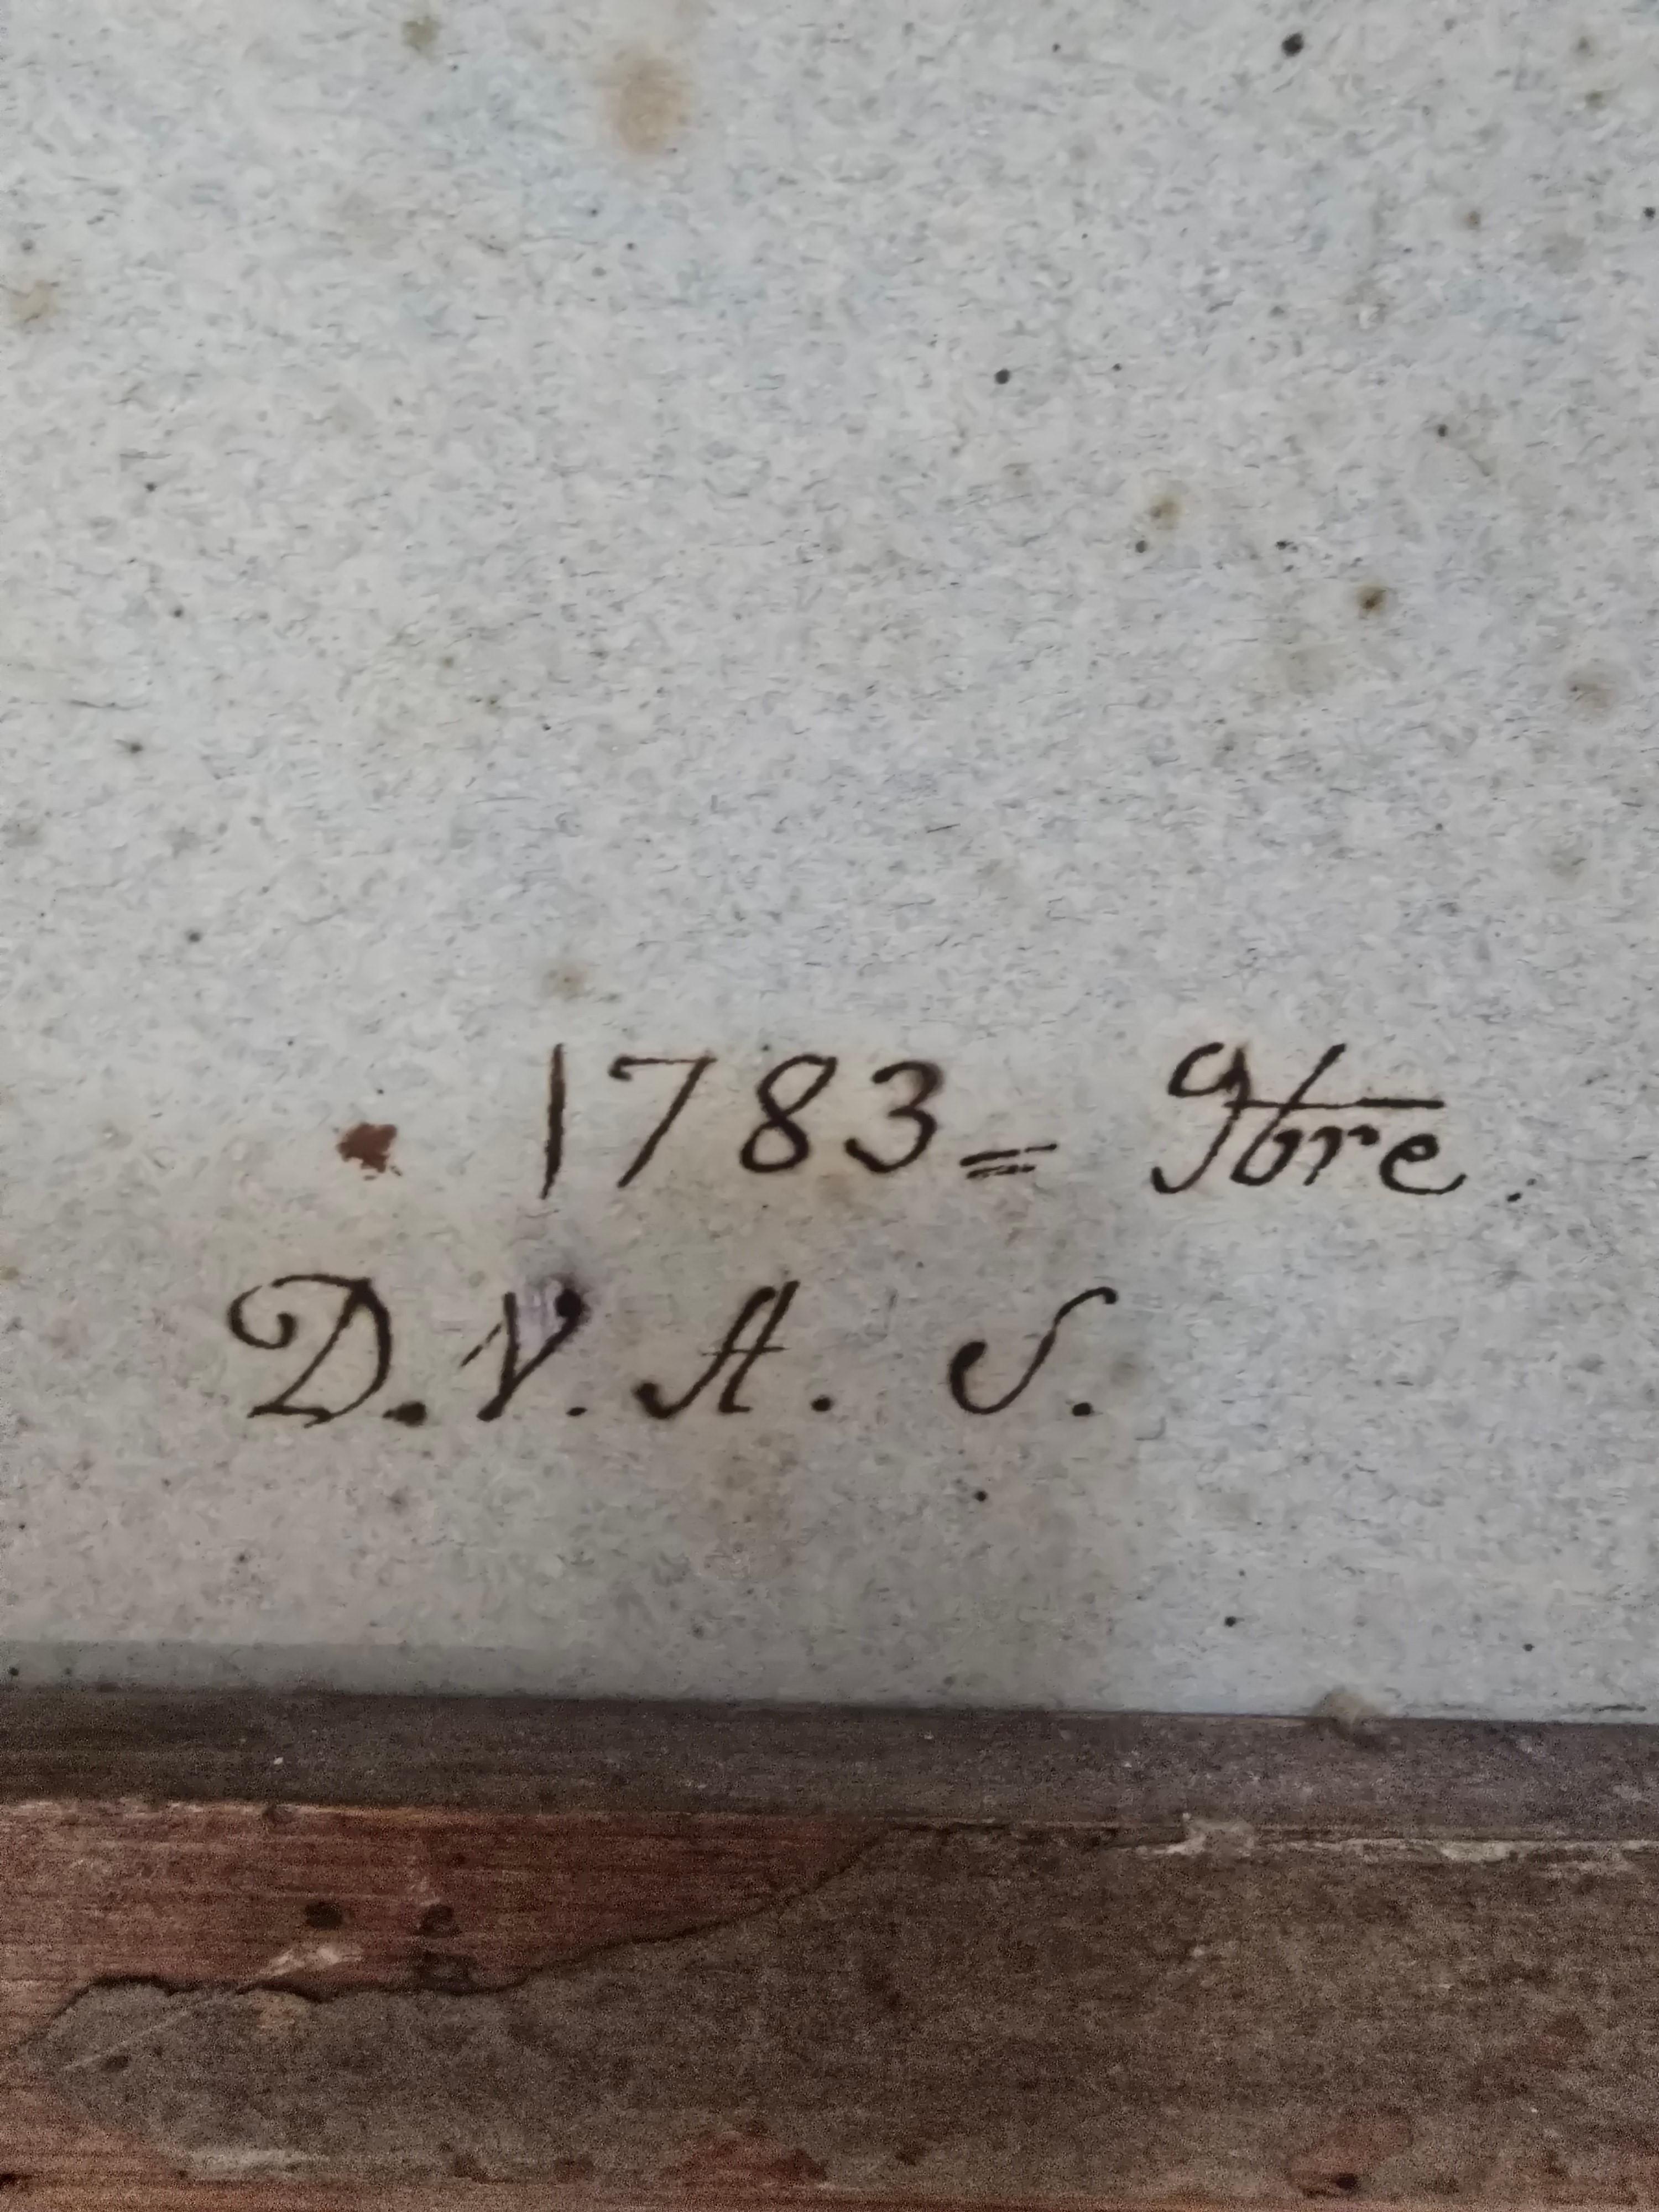 1783= 9bre.
D. V. A. S.